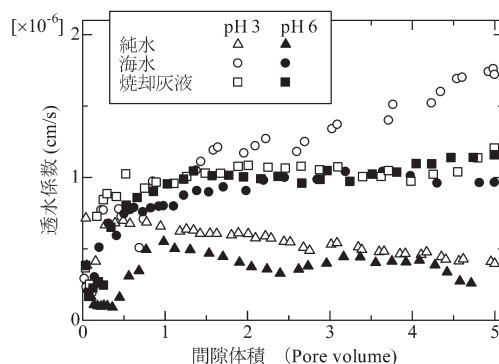 [×10⁻⁶]
2
pH 3 pH 6
純水 △ ▲
海水 ○ ●
焼却灰液 □ ■
1
0
透水係数 (cm/s)
0 1 2 3 4 5
間隙体積 (Pore volume)